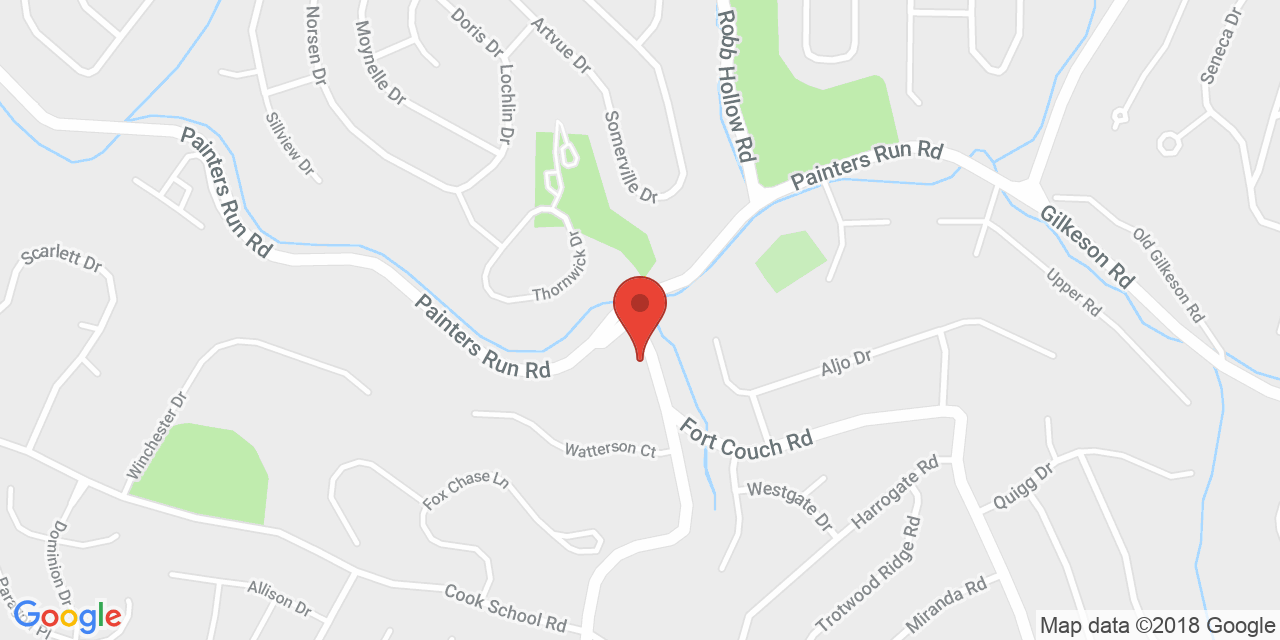 Norsen Dr
Moynelle Dr
Doris Dr
Lochlin Dr
Artvue Dr
Somerville Dr
Robb Hollow Rd
Seneca Dr
Sillview Dr
Painters Run Rd
Painters Run Rd
Scarlett Dr
Thornwick Dr
Gilkeson Rd
Old Gilkeson Rd
Upper Rd
Painters Run Rd
Aljo Dr
Winchester Dr
Fort Couch Rd
Watterson Ct
Fox Chase Ln
Westgate Dr
Harrogate Rd
Quigg Dr
Dominion Dr
Trotwood Ridge Rd
Miranda Rd
Allison Dr
Cook School Rd
Google
Map data ©2018 Google